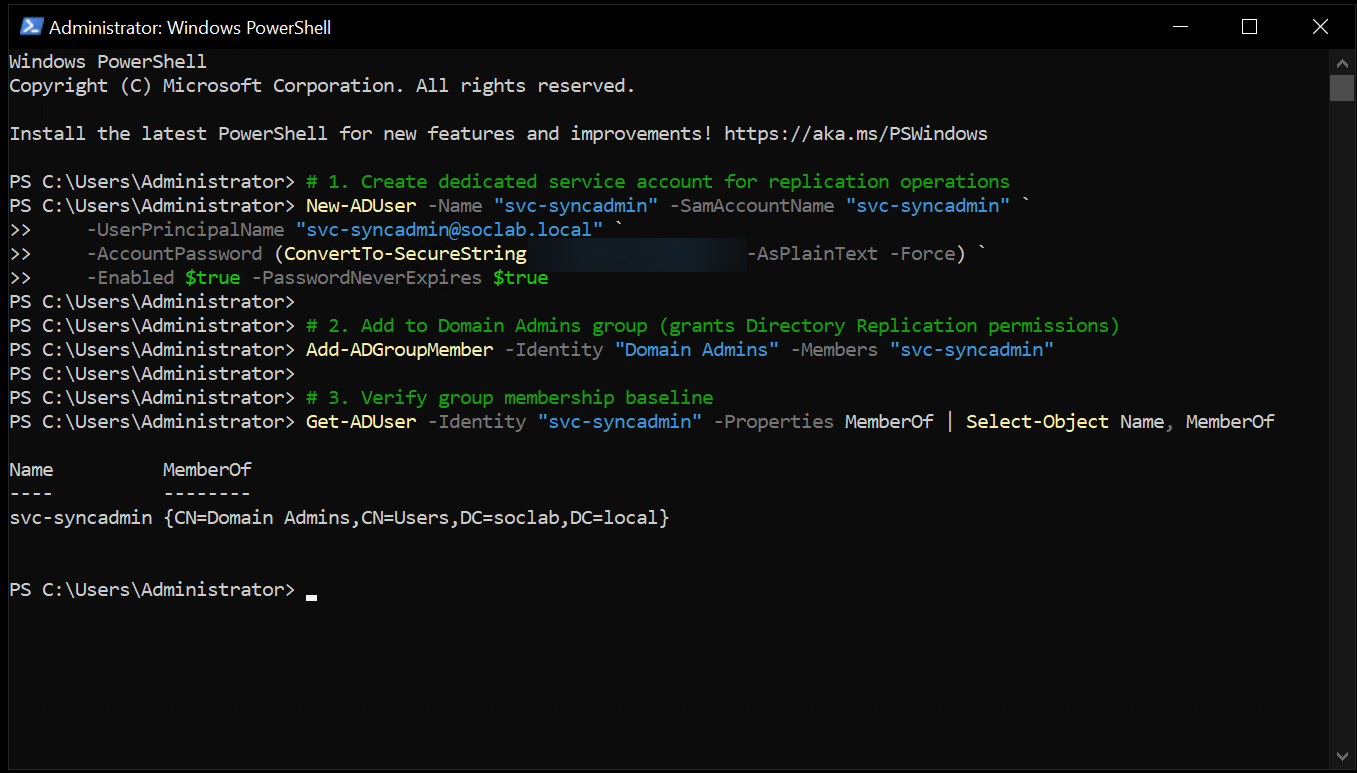 Administrator: Windows PowerShell
Windows PowerShell
Copyright (C) Microsoft Corporation. All rights reserved.
Install the latest PowerShell for new features and improvements! https://aka.ms/PSWindows
PS C:\Users\Administrator> # 1. Create dedicated service account for replication operations
PS C:\Users\Administrator> New-ADUser -Name "svc-syncadmin" -SamAccountName "svc-syncadmin" `
>>     -UserPrincipalName "svc-syncadmin@soclab.local" `
>>     -AccountPassword (ConvertTo-SecureString -AsPlainText -Force) `
>>     -Enabled $true -PasswordNeverExpires $true
PS C:\Users\Administrator>
PS C:\Users\Administrator> # 2. Add to Domain Admins group (grants Directory Replication permissions)
PS C:\Users\Administrator> Add-ADGroupMember -Identity "Domain Admins" -Members "svc-syncadmin"
PS C:\Users\Administrator>
PS C:\Users\Administrator> # 3. Verify group membership baseline
PS C:\Users\Administrator> Get-ADUser -Identity "svc-syncadmin" -Properties MemberOf | Select-Object Name, MemberOf
Name          MemberOf
----          --------
svc-syncadmin {CN=Domain Admins,CN=Users,DC=soclab,DC=local}
PS C:\Users\Administrator>